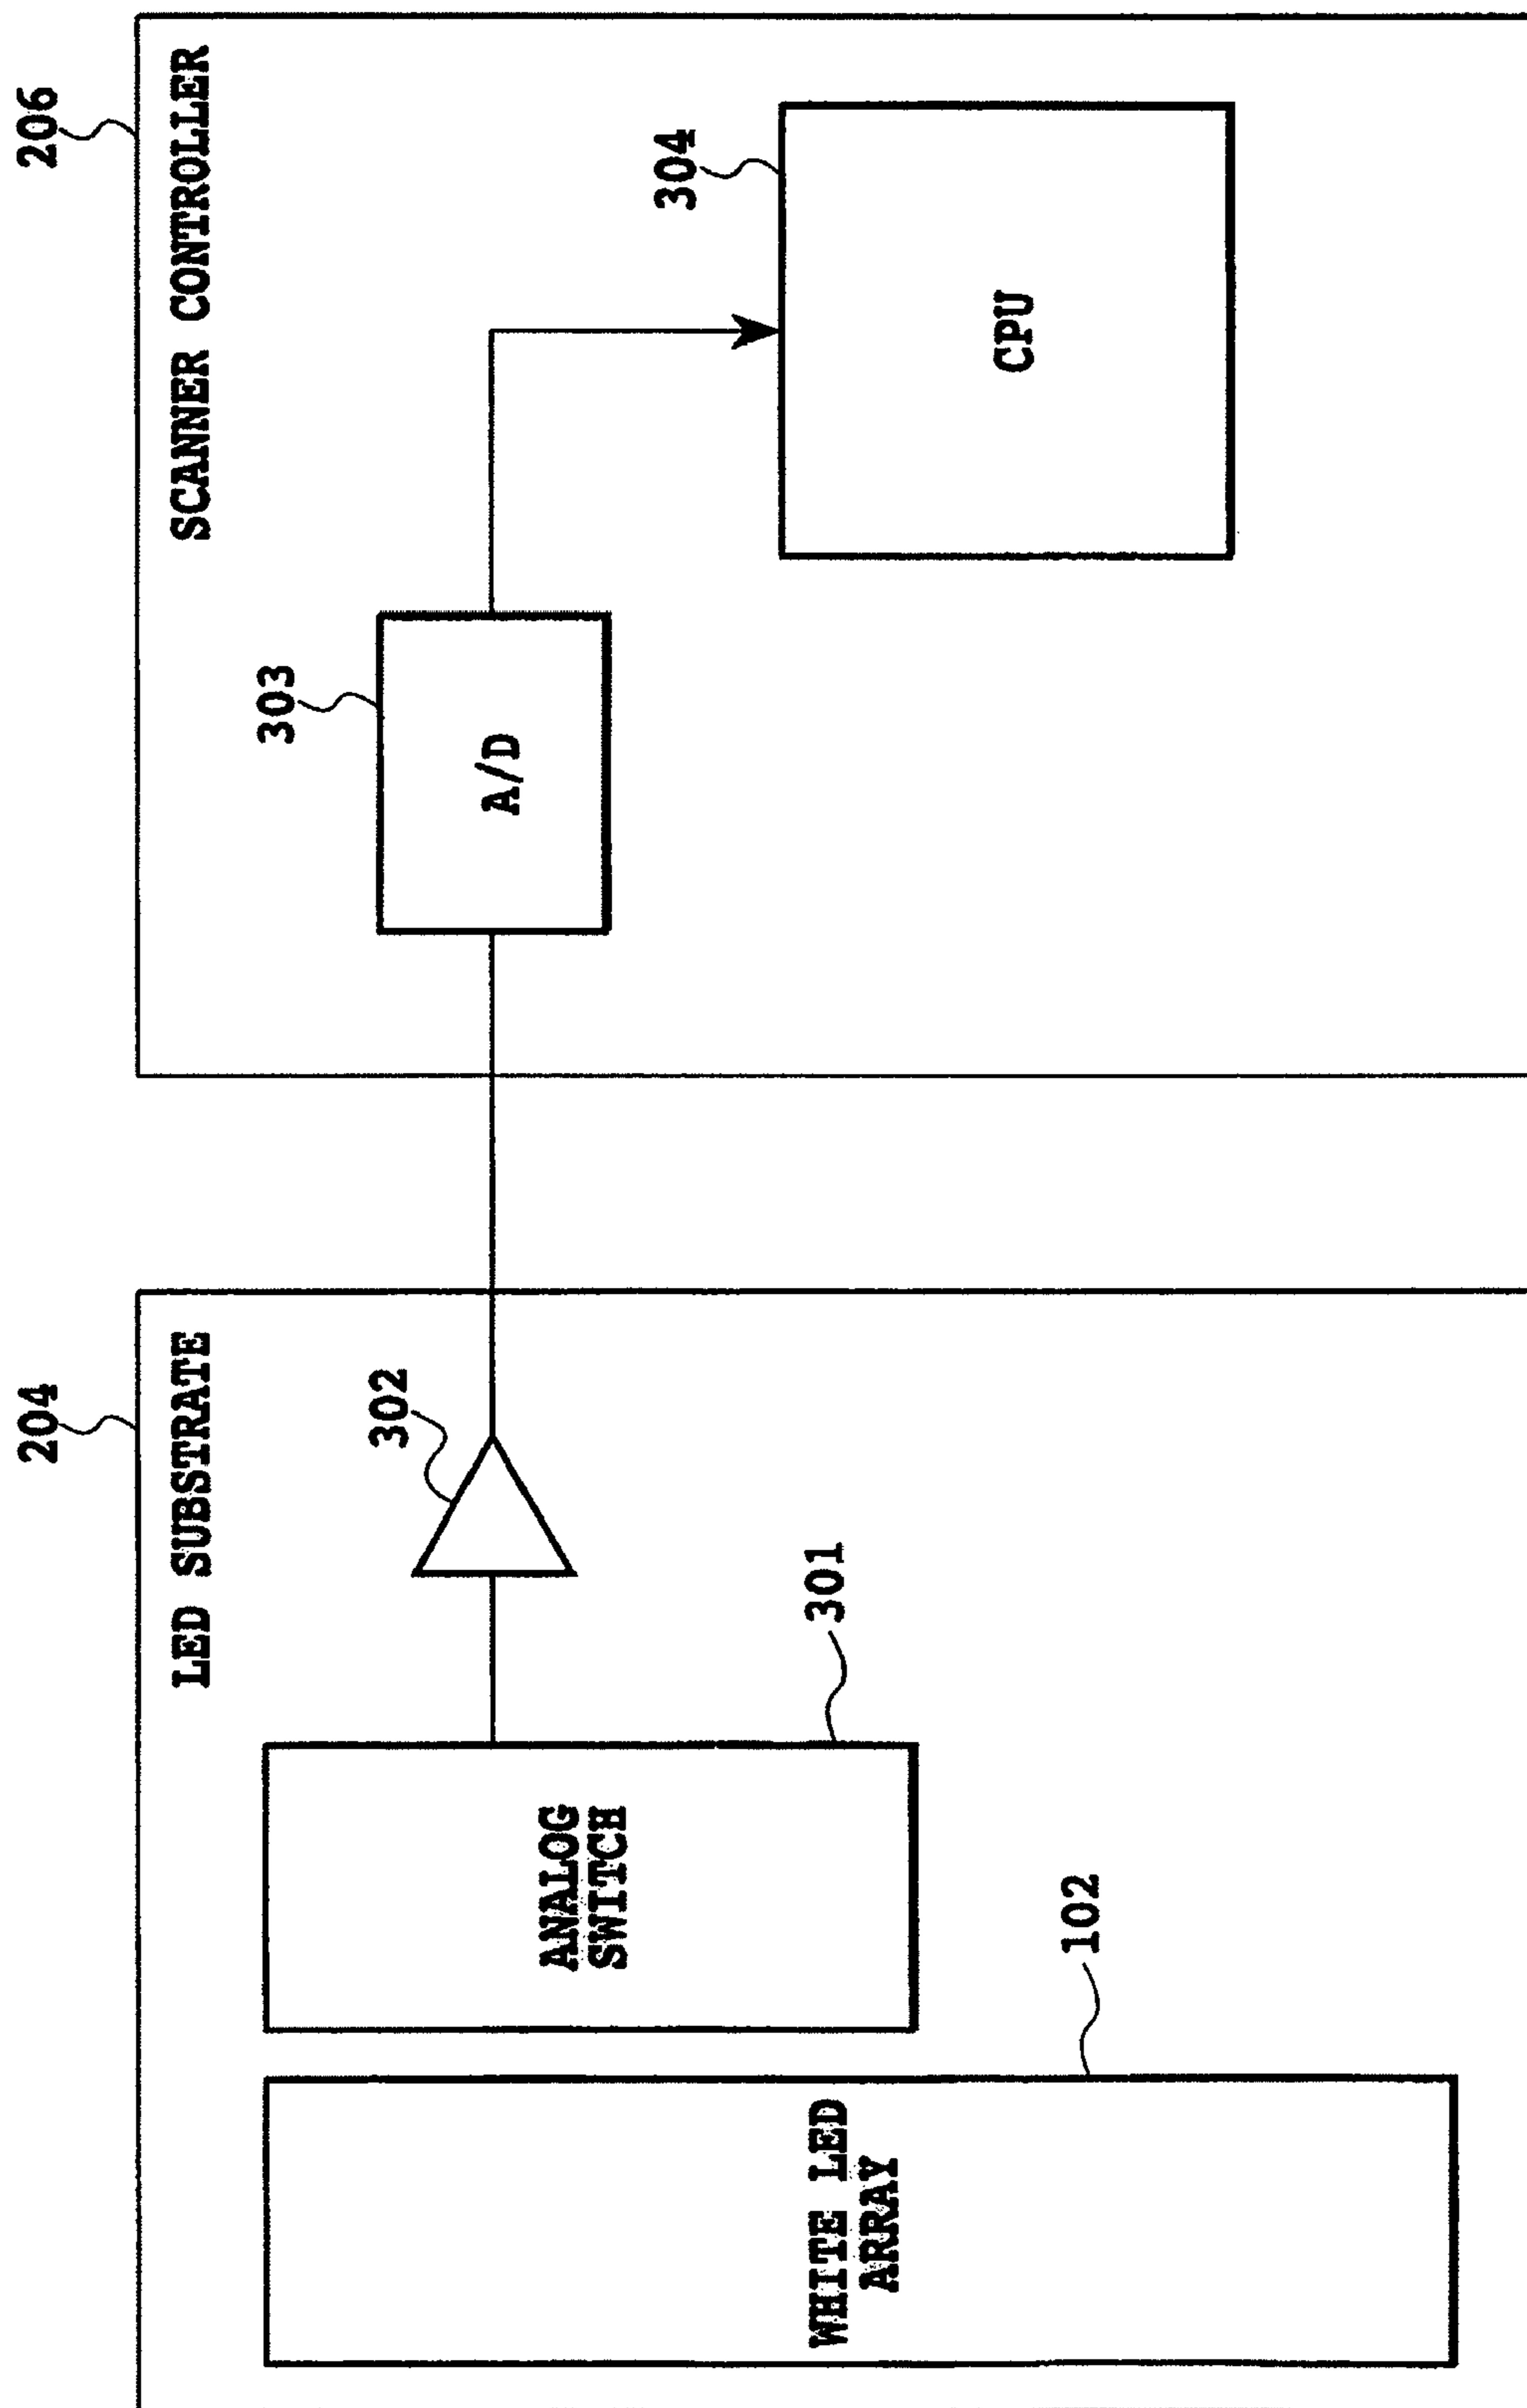 204
LED SUBSTRATE
302
301
ANALOG
SWITCH
102
WHITE LED
ARRAY
206
SCANNER CONTROLLER
303
A/D
304
CPU